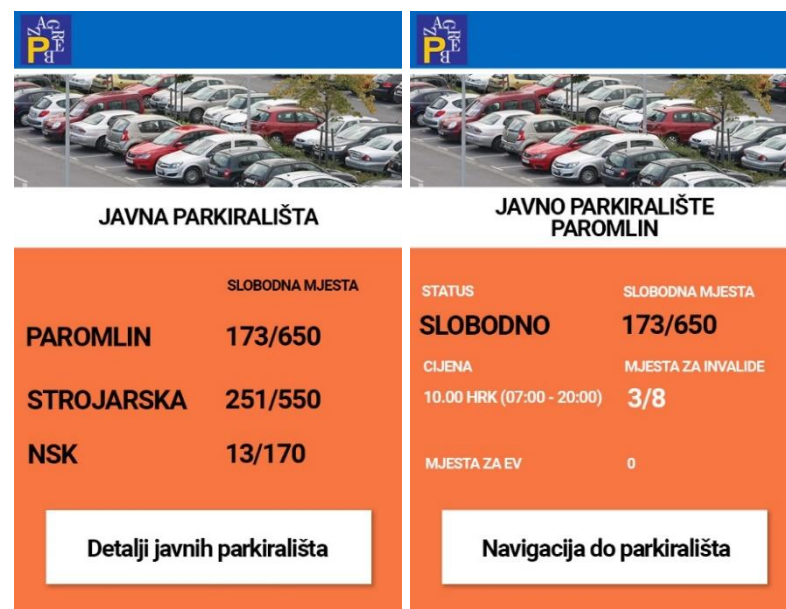 ZAGREB
P
JAVNA PARKIRALIŠTA
SLOBODNA MJESTA
PAROMLIN 173/650
STROJARSKA 251/550
NSK 13/170
Detalji javnih parkirališta
ZAGREB
P
JAVNO PARKIRALIŠTE
PAROMLIN
STATUS SLOBODNA MJESTA
SLOBODNO 173/650
CIJENA MJESTA ZA INVALIDE
10.00 HRK (07:00 - 20:00) 3/8
MJESTA ZA EV 0
Navigacija do parkirališta